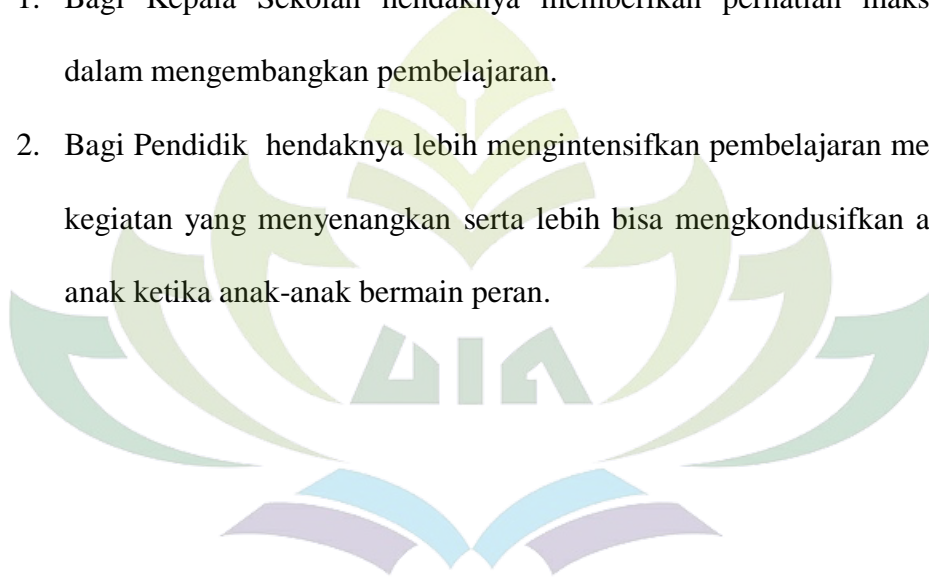 1. Bagi Kepala Sekolah hendaknya memberikan perhatian maks
dalam mengembangkan pembelajaran.
2. Bagi Pendidik hendaknya lebih mengintensifkan pembelajaran me
kegiatan yang menyenangkan serta lebih bisa mengkondusifkan a
anak ketika anak-anak bermain peran.
UIN